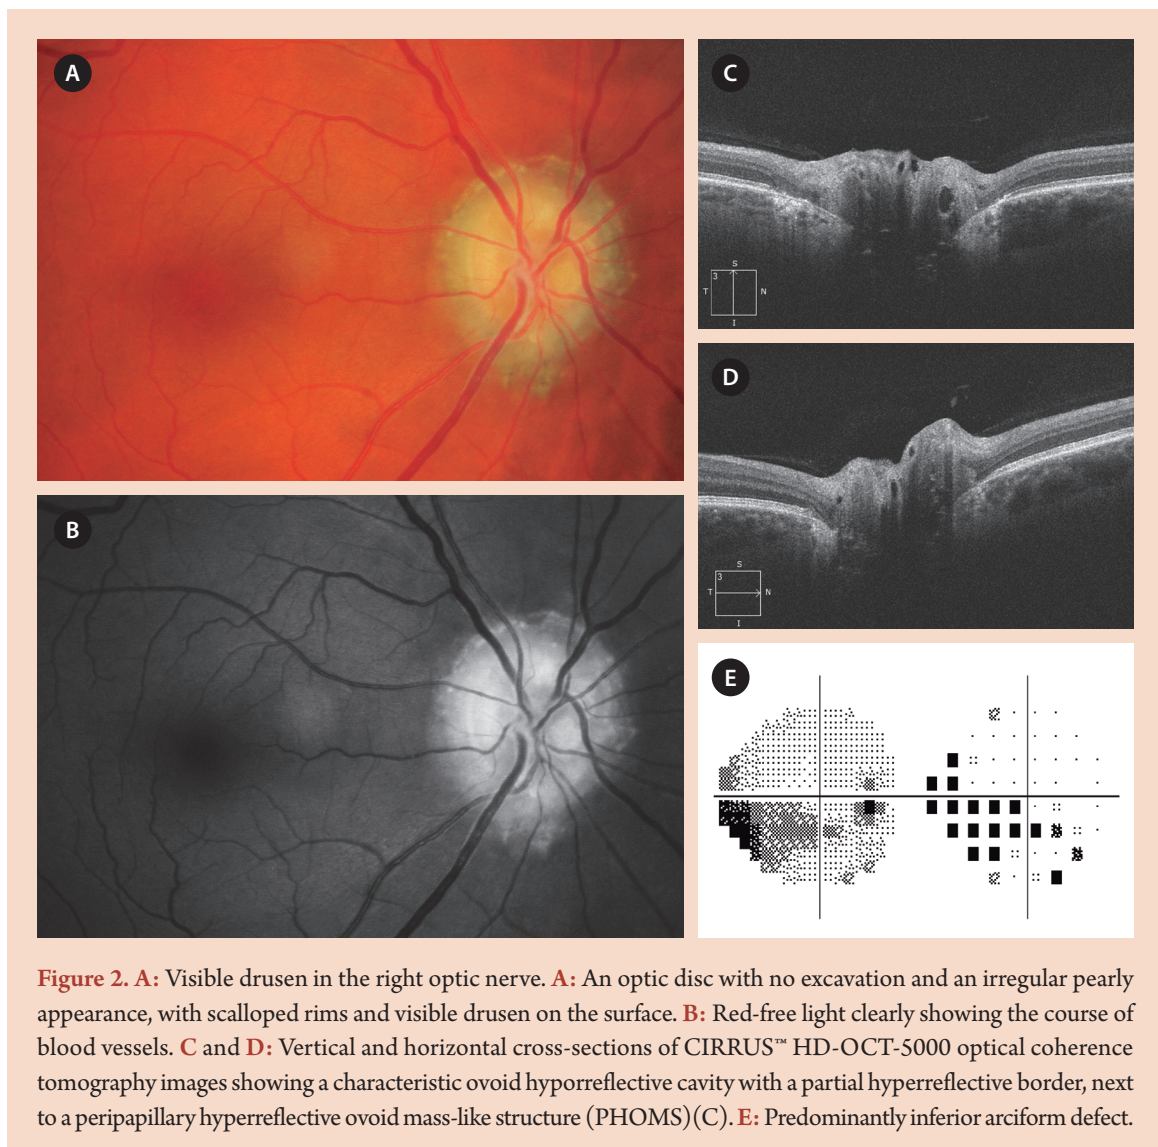 A
B
C
3
S
T
N
I
D
3
S
T
N
I
E
Figure 2. A: Visible drusen in the right optic nerve. A: An optic disc with no excavation and an irregular pearly
appearance, with scalloped rims and visible drusen on the surface. B: Red-free light clearly showing the course of
blood vessels. C and D: Vertical and horizontal cross-sections of CIRRUS™ HD-OCT-5000 optical coherence
tomography images showing a characteristic ovoid hyporreflective cavity with a partial hyperreflective border, next
to a peripapillary hyperreflective ovoid mass-like structure (PHOMS)(C). E: Predominantly inferior arciform defect.